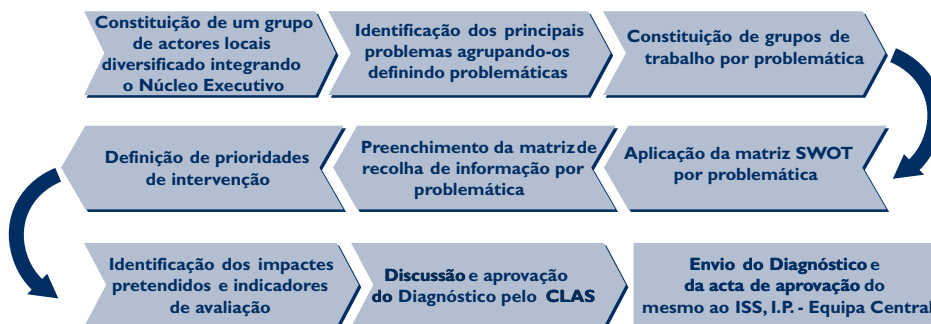 Constituição de um grupo
de actores locais
diversificado integrando
o Núcleo Executivo
Identificação dos principais
problemas agrupando-os
definindo problemáticas
Constituição de grupos de
trabalho por problemática
Aplicação da matriz SWOT
por problemática
Preenchimento da matriz de
recolha de informação por
problemática
Definição de prioridades
de intervenção
Identificação dos impactes
pretendidos e indicadores
de avaliação
Discussão e aprovação
do Diagnóstico pelo CLAS
Envio do Diagnóstico e
da acta de aprovação do
mesmo ao ISS, I.P. - Equipa Central